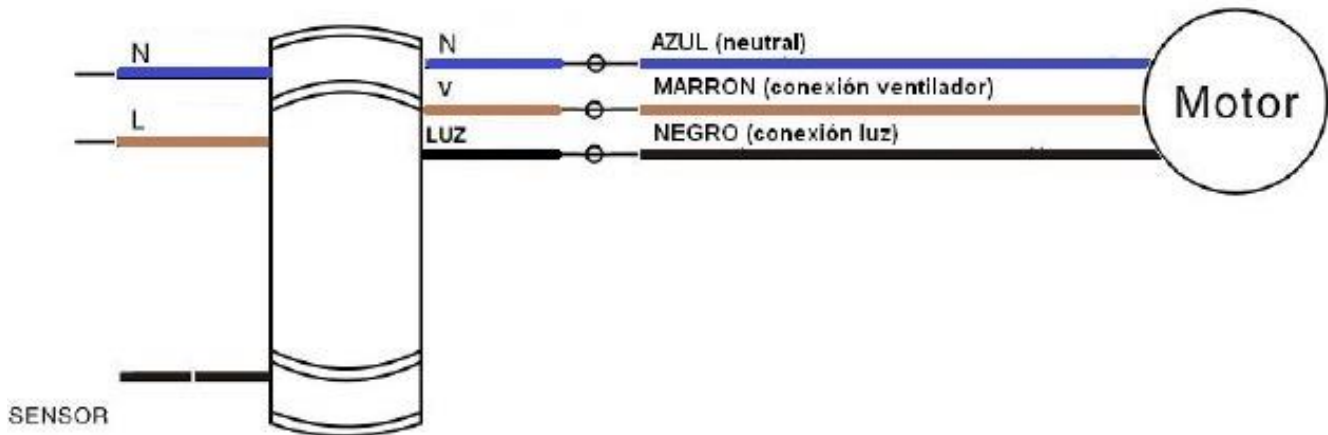 N
L
SENSOR
N
V
LUZ
AZUL (neutral)
MARRON (conexión ventilador)
NEGRO (conexión luz)
Motor